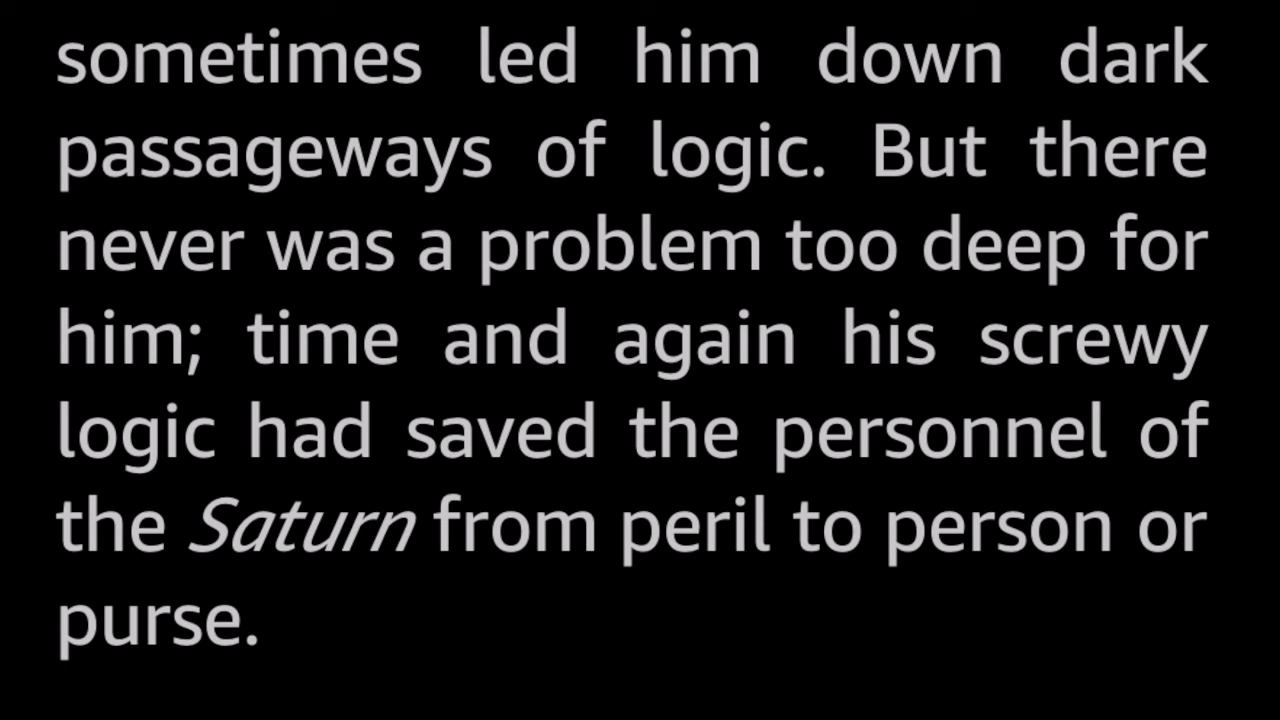 sometimes led him down dark
passageways of logic. But there
never was a problem too deep for
him; time and again his screwy
logic had saved the personnel of
the Saturn from peril to person or
purse.